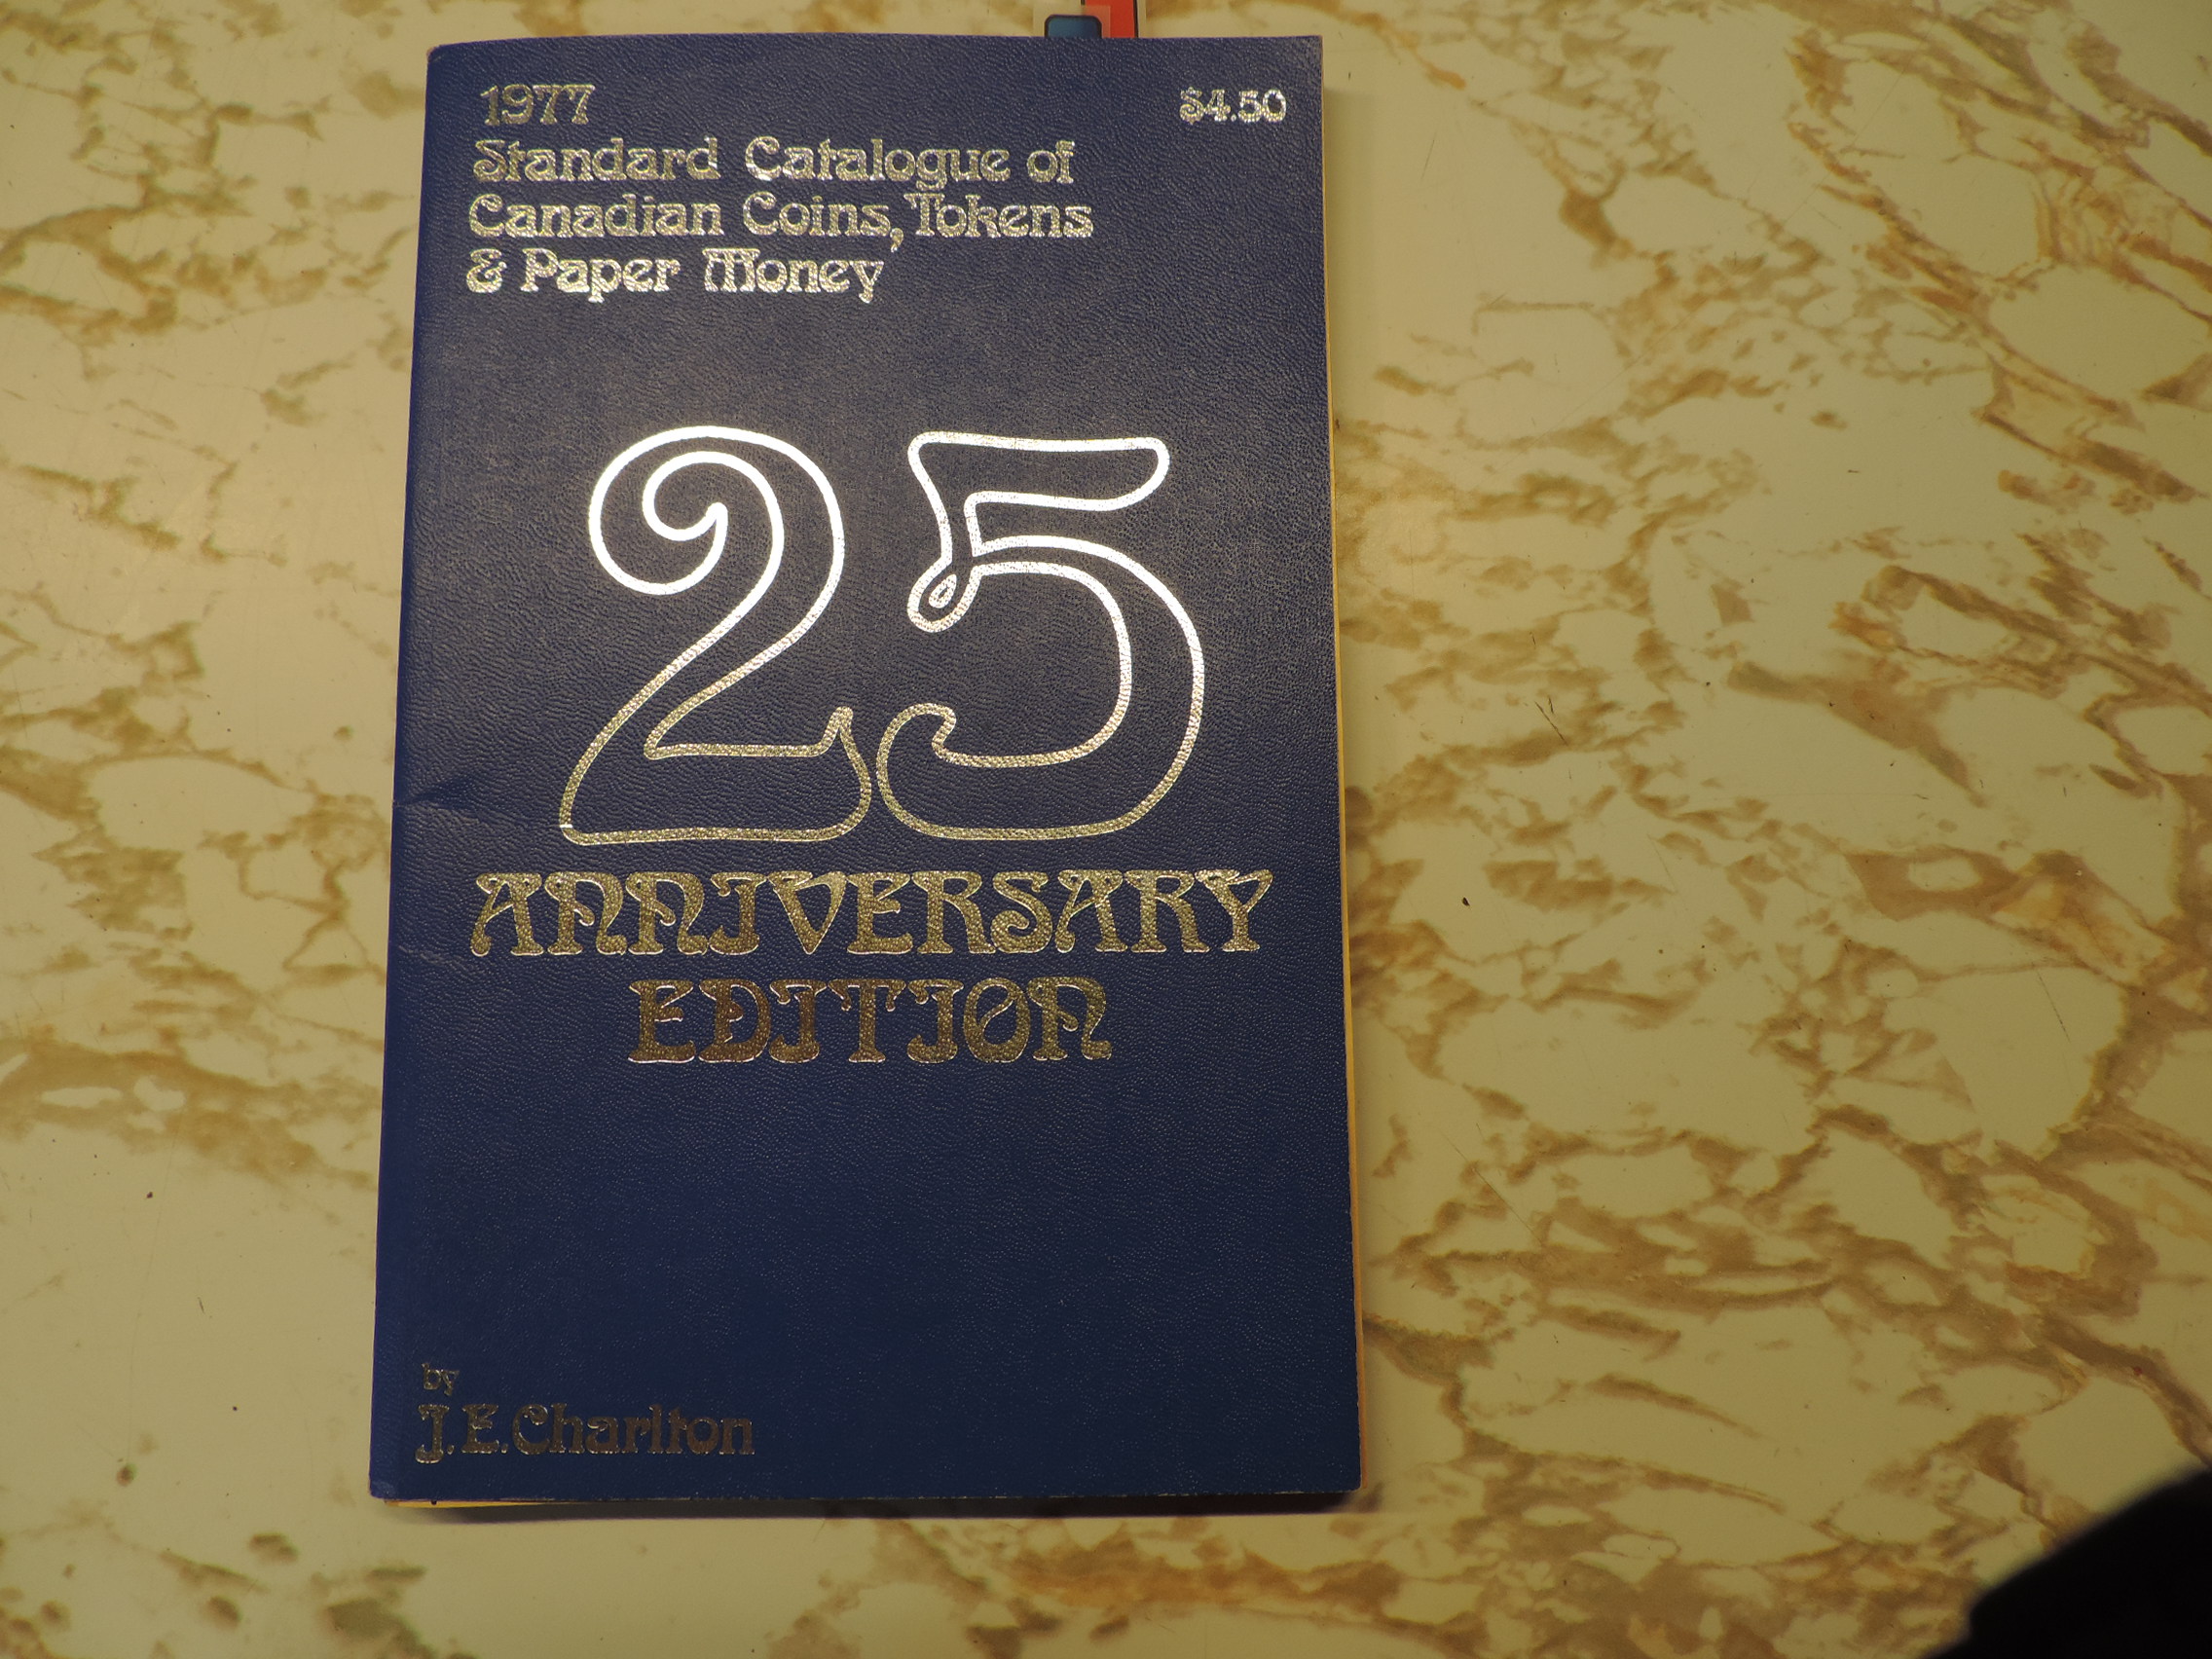 1977
$4.50
Standard Catalogue of
Canadian Coins, Tokens
& Paper Money
25
ANNIVERSARY
EDITION
by
J.E. Charlton